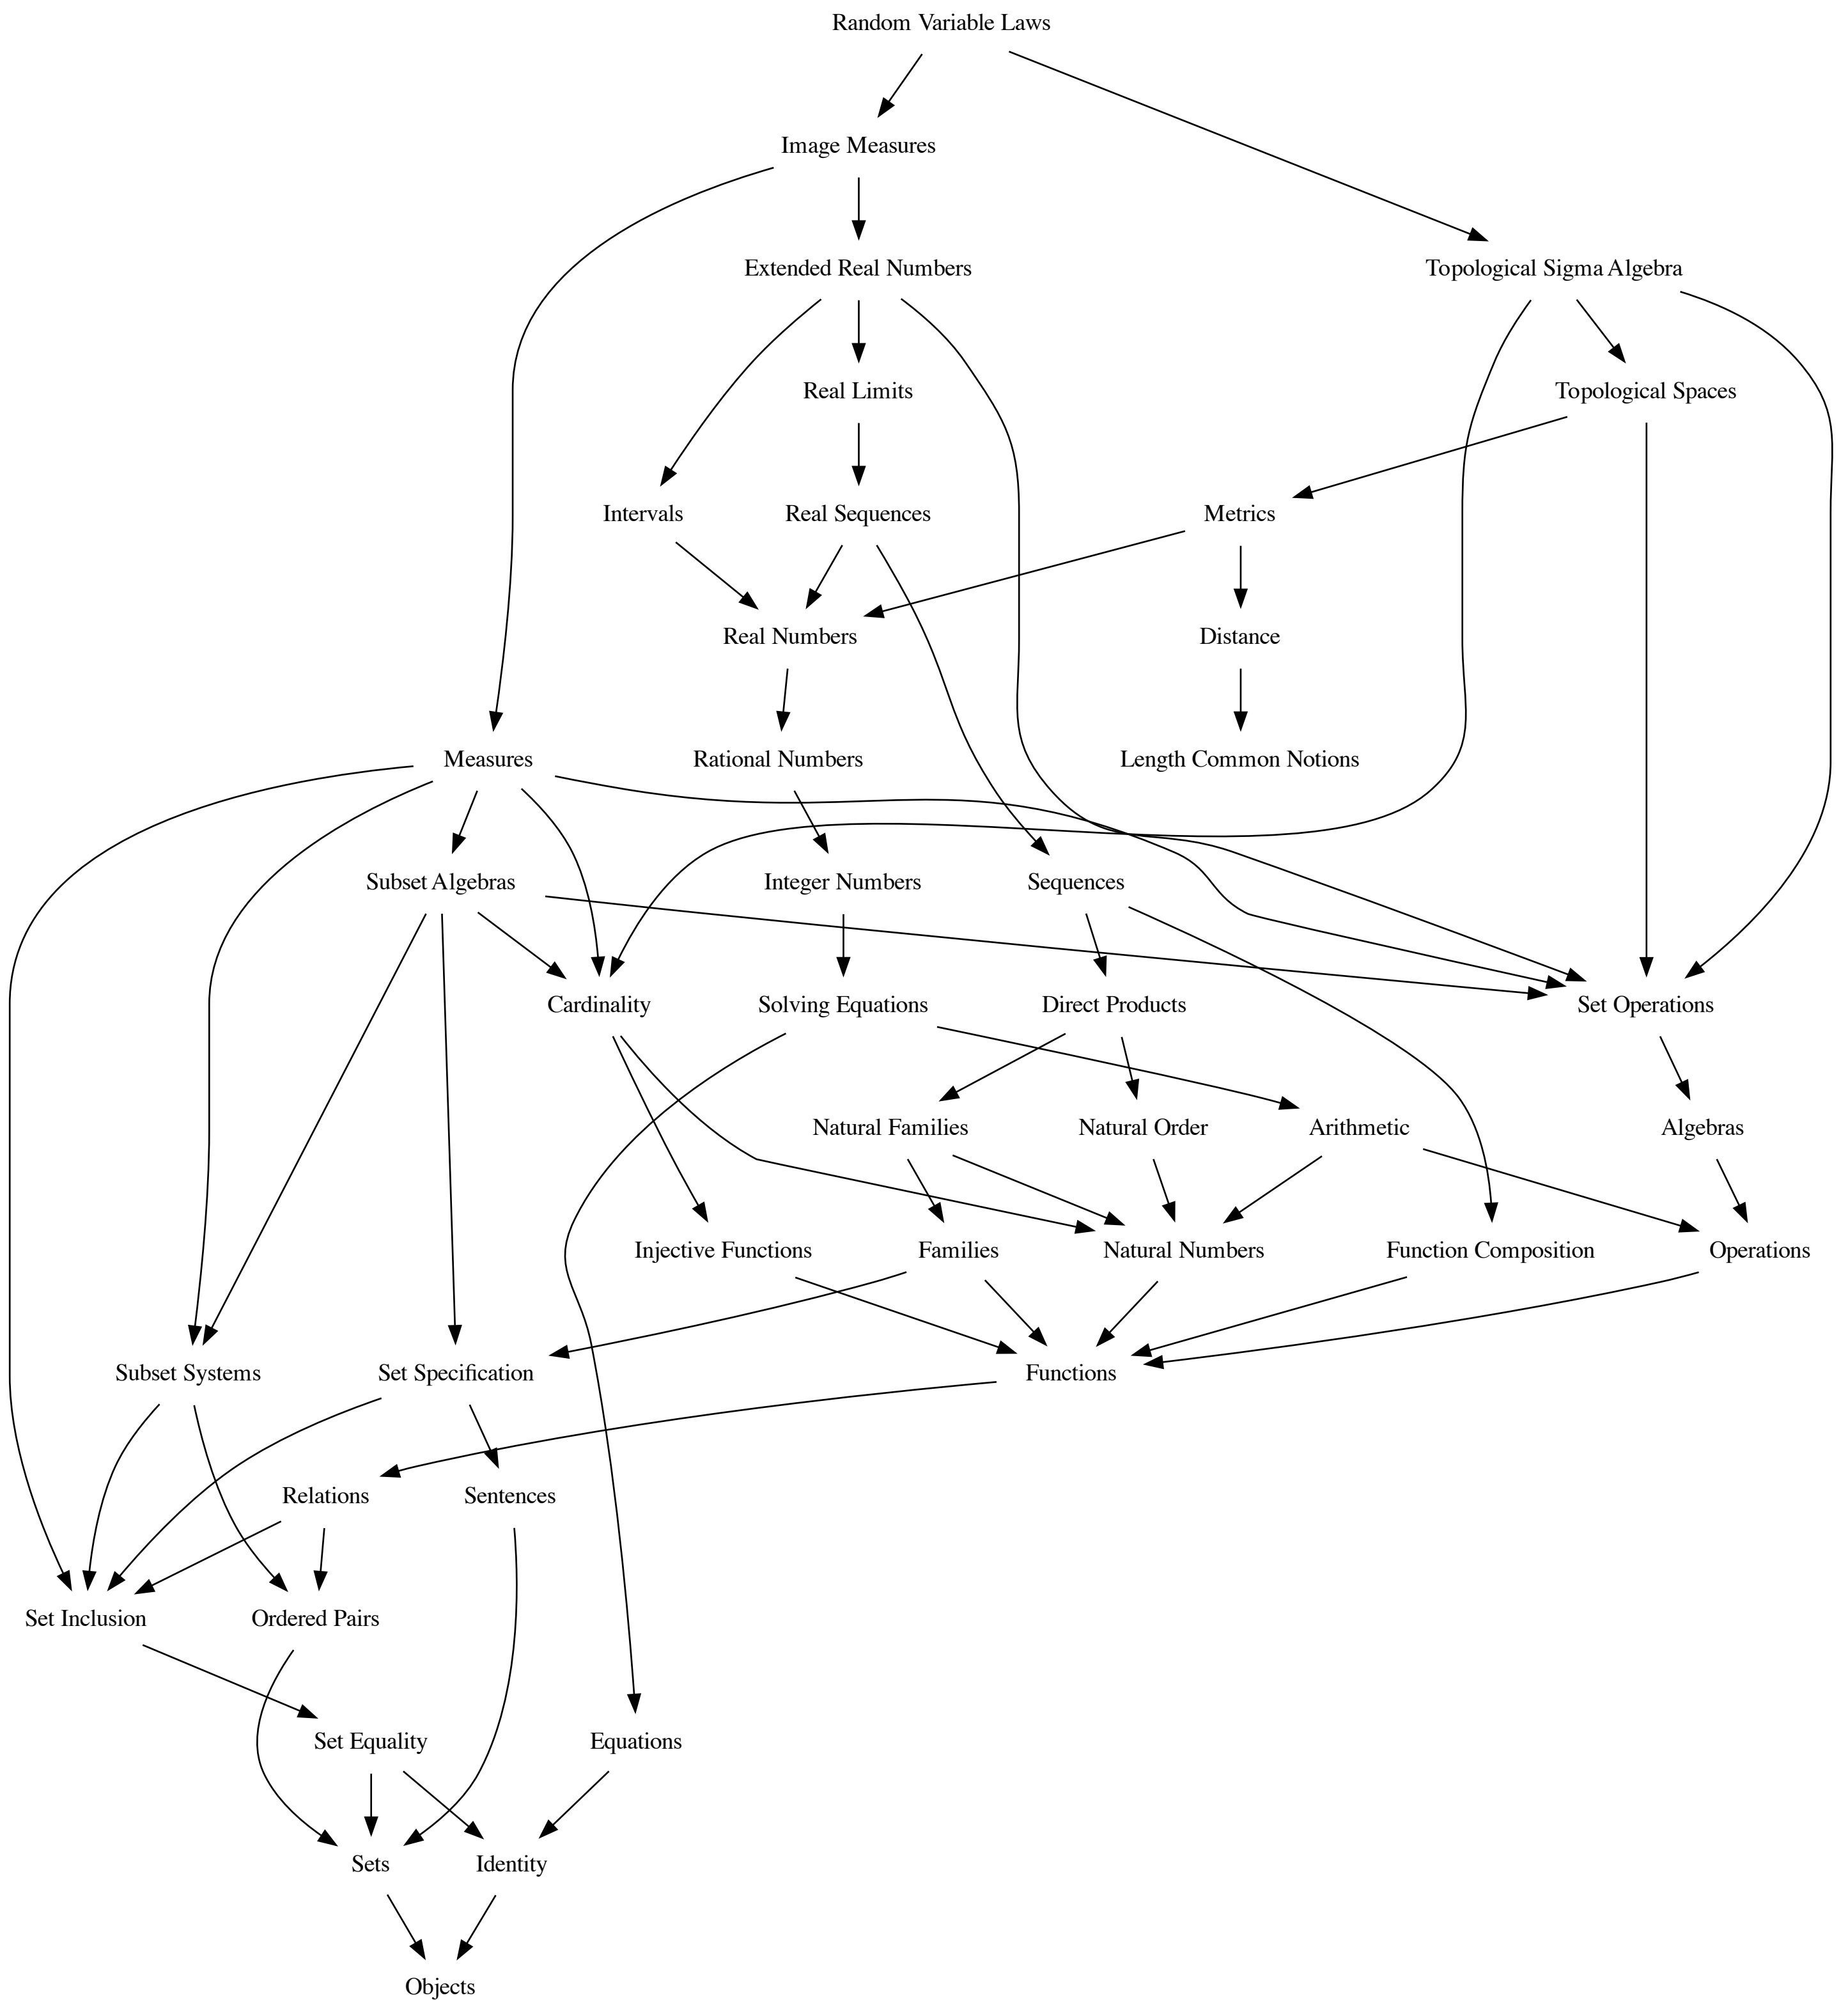 Random Variable Laws
Image Measures
Extended Real Numbers
Topological Sigma Algebra
Real Limits
Topological Spaces
Intervals
Real Sequences
Metrics
Real Numbers
Distance
Measures
Rational Numbers
Length Common Notions
Subset Algebras
Integer Numbers
Sequences
Cardinality
Solving Equations
Direct Products
Set Operations
Natural Families
Natural Order
Arithmetic
Algebras
Injective Functions
Families
Natural Numbers
Function Composition
Operations
Subset Systems
Set Specification
Functions
Relations
Sentences
Set Inclusion
Ordered Pairs
Set Equality
Equations
Sets
Identity
Objects